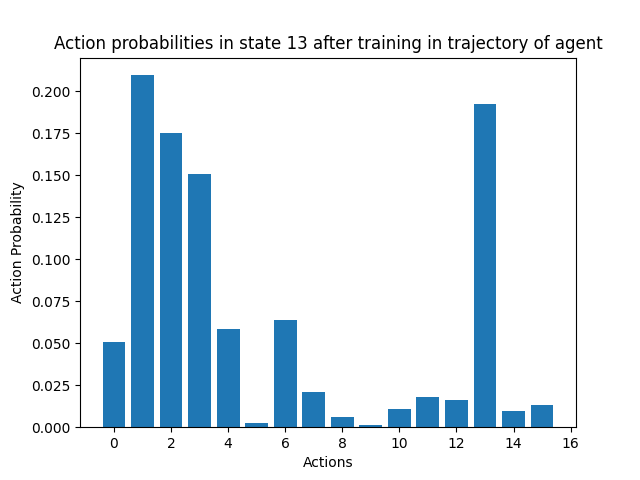 Action probabilities in state 13 after training in trajectory of agent
0.200
0.175
0.150
0.125
0.100
0.075
0.050
0.025
0.000
Action Probability
0 2 4 6 8 10 12 14 16
Actions